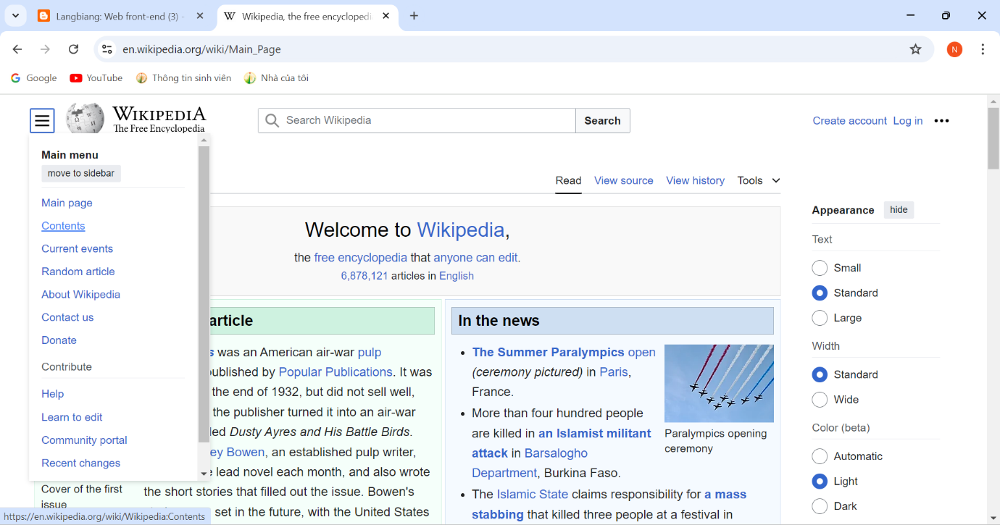 Langbiang: Web front-end (3) -
Wikipedia, the free encyclopedi
en.wikipedia.org/wiki/Main_Page
N
Google
YouTube
Thông tin sinh viên
Nhà của tôi
WIKIPEDIA
The Free Encyclopedia
Search Wikipedia
Search
Create account
Log in
Main menu
move to sidebar
Main page
Contents
Current events
Random article
About Wikipedia
Contact us
Donate
Contribute
Help
Learn to edit
Community portal
Recent changes
Read
View source
View history
Tools
Welcome to Wikipedia,
the free encyclopedia that anyone can edit.
6,878,121 articles in English
article
s was an American air-war pulp
ublished by Popular Publications. It was
the end of 1932, but did not sell well,
the publisher turned it into an air-war
led Dusty Ayres and His Battle Birds.
ey Bowen, an established pulp writer,
lead novel each month, and also wrote
the short stories that filled out the issue. Bowen's
set in the future, with the United States
Cover of the first
issue
In the news
The Summer Paralympics open
(ceremony pictured) in Paris,
France.
More than four hundred people
are killed in an Islamist militant
attack in Barsalogho
Department, Burkina Faso.
The Islamic State claims responsibility for a mass
stabbing that killed three people at a festival in
Paralympics opening
ceremony
Appearance
hide
Text
Small
Standard
Large
Width
Standard
Wide
Color (beta)
Automatic
Light
Dark
https://en.wikipedia.org/wiki/Wikipedia:Contents